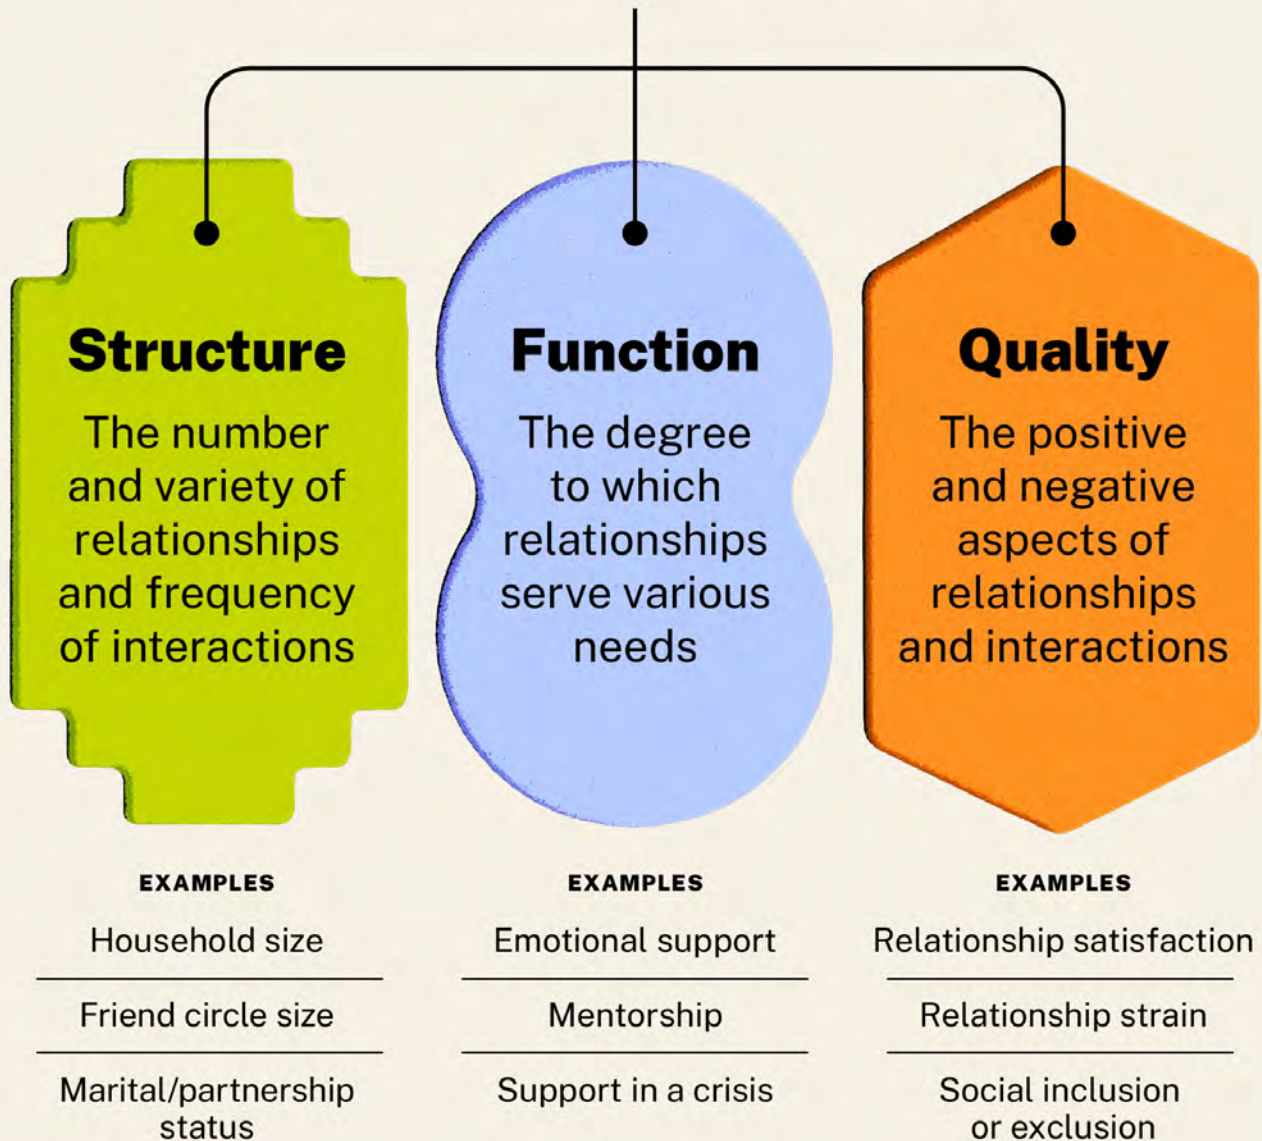 Structure
The number
and variety of
relationships
and frequency
of interactions
EXAMPLES
Household size
Friend circle size
Marital/partnership
status
Function
The degree
to which
relationships
serve various
needs
EXAMPLES
Emotional support
Mentorship
Support in a crisis
Quality
The positive
and negative
aspects of
relationships
and interactions
EXAMPLES
Relationship satisfaction
Relationship strain
Social inclusion
or exclusion